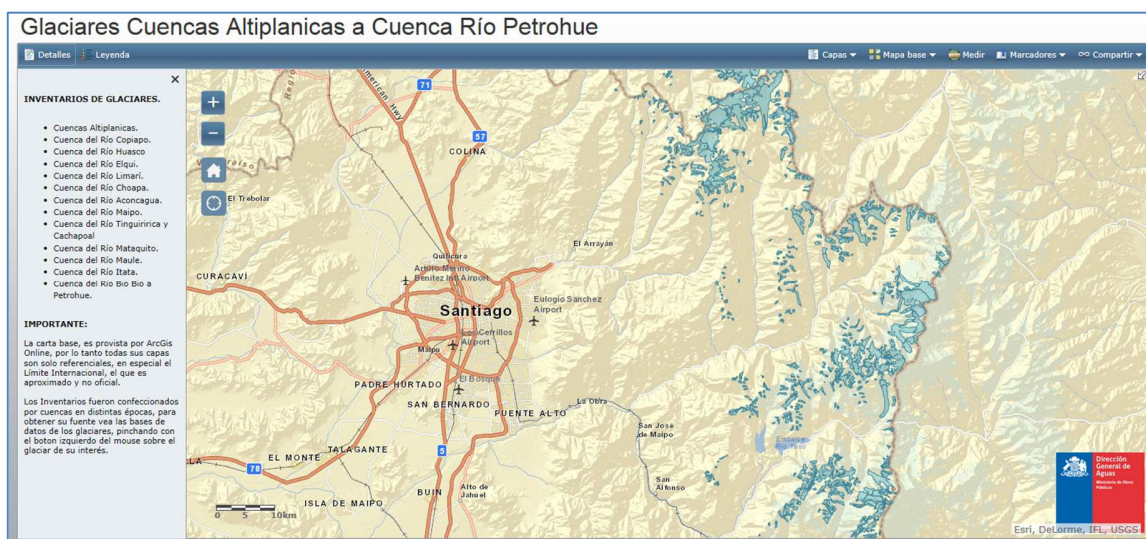 Glaciares Cuencas Altiplanicas a Cuenca Río Petrohue
Detalles
Leyenda
Capas
Mapa base
Medir
Marcadores
Compartir
INVENTARIOS DE GLACIARES.
• Cuencas Altiplanicas.
• Cuenca del Río Copiapo.
• Cuenca del Río Huasco
• Cuenca del Río Elqui.
• Cuenca del Río Limarí.
• Cuenca del Río Choapa.
• Cuenca del Río Aconcagua.
• Cuenca del Río Maipo.
• Cuenca del Río Tinguiririca y
Cachapoal
• Cuenca del Río Mataquito.
• Cuenca del Río Maule.
• Cuenca del Río Itata.
• Cuenca del Río Bio Bio a
Petrohue.
IMPORTANTE:
La carta base, es provista por ArcGis
Online, por lo tanto todas sus capas
son solo referenciales, en especial el
Límite Internacional, el que es
aproximado y no oficial.
Los Inventarios fueron confeccionados
por cuencas en distintas épocas, para
obtener su fuente vea las bases de
datos de los glaciares, pinchando con
el boton izquierdo del mouse sobre el
glaciar de su interés.
American Hwy
71
57
COLINA
El Trebolar
El Arrayán
Quilicura
CURACAVÍ
Arturo Merino
Benitez Intl Airport
Eulogio Sanchez
Airport
Santiago
Los Cerrillos
Airport
Maipu
PADRE HURTADO
El Bosque
SAN BERNARDO
PUENTE ALTO
La Obra
San José
de Maipo
Embalse
TALAGANTE
EL MONTE
78
5
San
Alfonso
BUIN
Alto de
Jahuel
ISLA DE MAIPO
0 5 10km
Dirección
General de
Aguas
Ministerio de Obras
Públicas
Esri, DeLorme, IFL, USGS